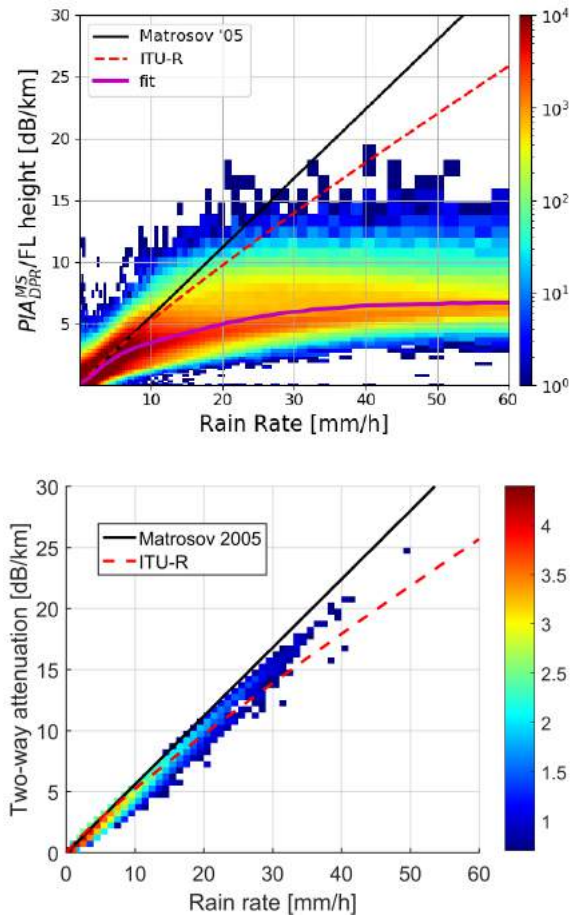 30
25
20
15
10
5
PIA^{MS}_{DPR}/FL height [dB/km]
Matrosov '05
ITU-R
fit
10 20 30 40 50 60
Rain Rate [mm/h]
10^4
10^3
10^2
10^1
10^0
30
25
20
15
10
5
0
Two-way attenuation [dB/km]
Matrosov 2005
ITU-R
0 10 20 30 40 50 60
Rain rate [mm/h]
4
3.5
3
2.5
2
1.5
1